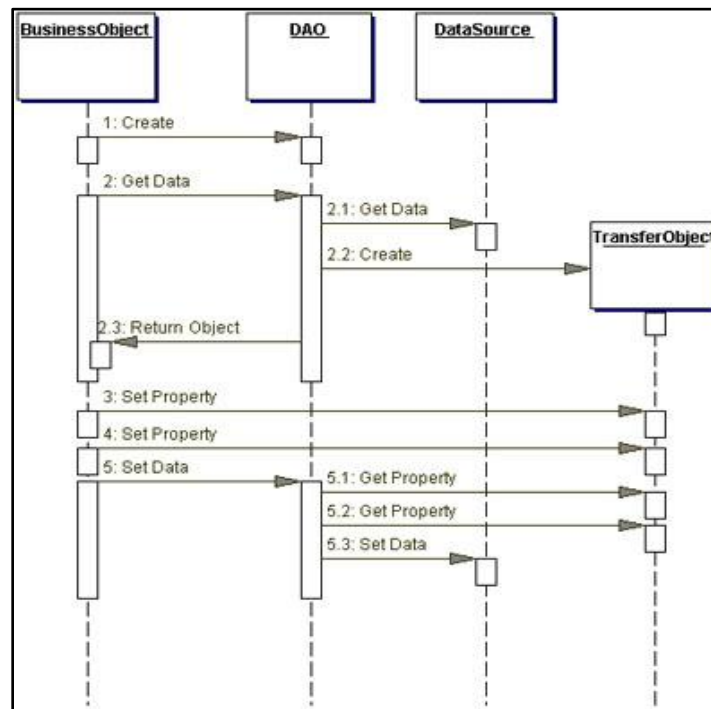 BusinessObject
DAO
DataSource
1: Create
2: Get Data
2.1: Get Data
TransferObject
2.2: Create
2.3: Return Object
3: Set Property
4: Set Property
5: Set Data
5.1: Get Property
5.2: Get Property
5.3: Set Data